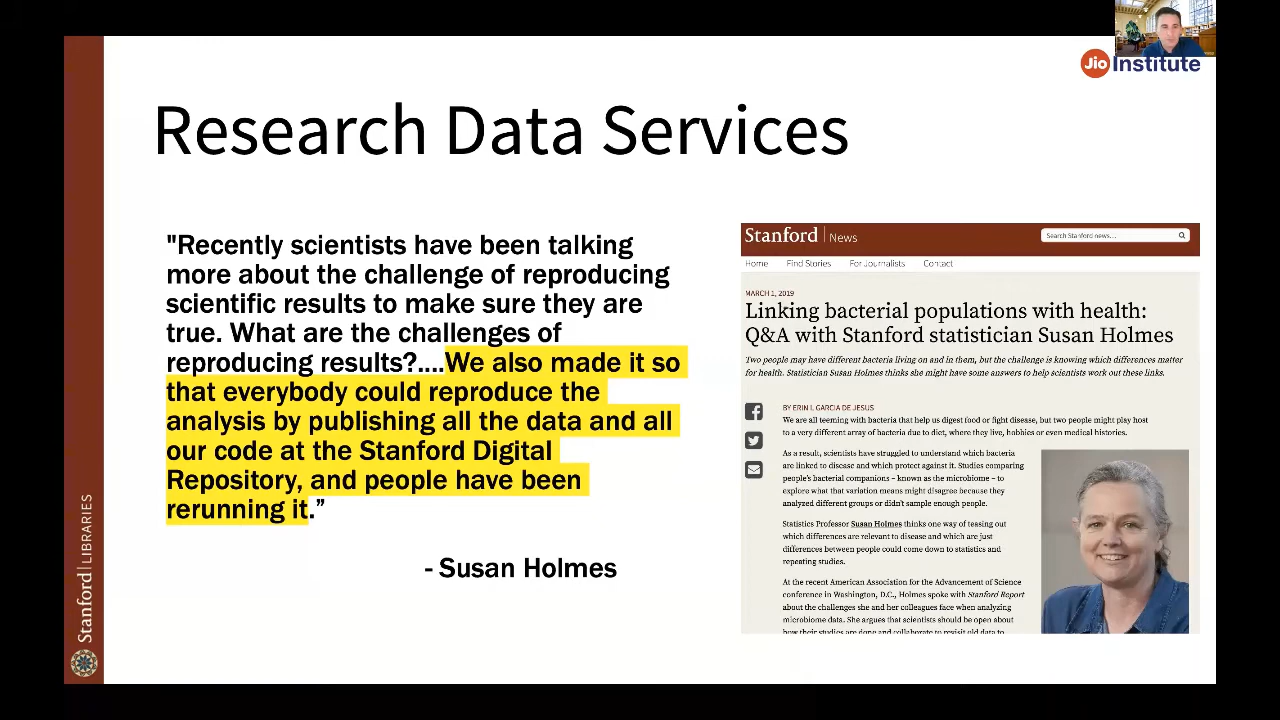 Jio Institute
Research Data Services
"Recently scientists have been talking
more about the challenge of reproducing
scientific results to make sure they are
true. What are the challenges of
reproducing results?....We also made it so
that everybody could reproduce the
analysis by publishing all the data and all
our code at the Stanford Digital
Repository, and people have been
rerunning it.”
- Susan Holmes
Stanford | LIBRARIES
Stanford | News
Search Stanford news...
Home Find Stories For Journalists Contact
MARCH 1, 2019
Linking bacterial populations with health:
Q&A with Stanford statistician Susan Holmes
Two people may have different bacteria living on and in them, but the challenge is knowing which differences matter
for health. Statistician Susan Holmes thinks she might have some answers to help scientists work out these links.
BY ERIN I. GARCIA DE JESUS
We are all teeming with bacteria that help us digest food or fight disease, but two people might play host
to a very different array of bacteria due to diet, where they live, hobbies or even medical histories.
As a result, scientists have struggled to understand which bacteria
are linked to disease and which protect against it. Studies comparing
people's bacterial companions – known as the microbiome – to
explore what that variation means might disagree because they
analyzed different groups or didn't sample enough people.
Statistics Professor Susan Holmes thinks one way of teasing out
which differences are relevant to disease and which are just
differences between people could come down to statistics and
repeating studies.
At the recent American Association for the Advancement of Science
conference in Washington, D.C., Holmes spoke with Stanford Report
about the challenges she and her colleagues face when analyzing
microbiome data. She argues that scientists should be open about
how their studies are done and collaborate to revisit old data to